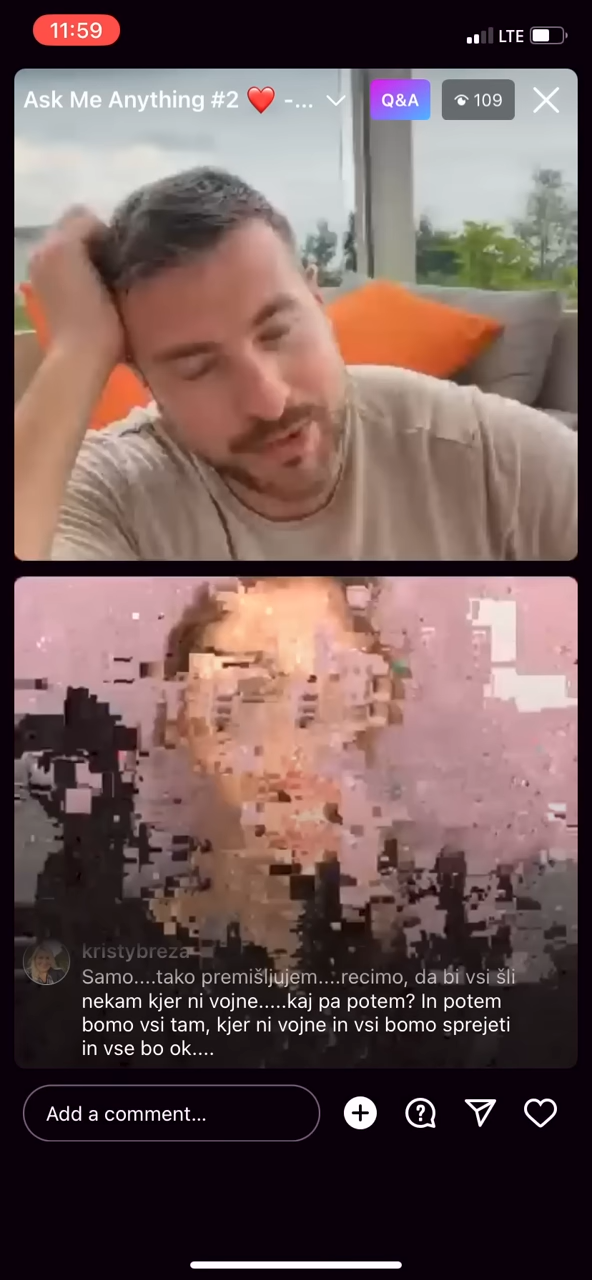 11:59
LTE
Ask Me Anything #2 ❤️ -...
Q&A
109
kristybreza
Samo....tako premišljujem....recimo, da bi vsi šli
nekam kjer ni vojne.....kaj pa potem? In potem
bomo vsi tam, kjer ni vojne in vsi bomo sprejeti
in vse bo ok....
Add a comment...